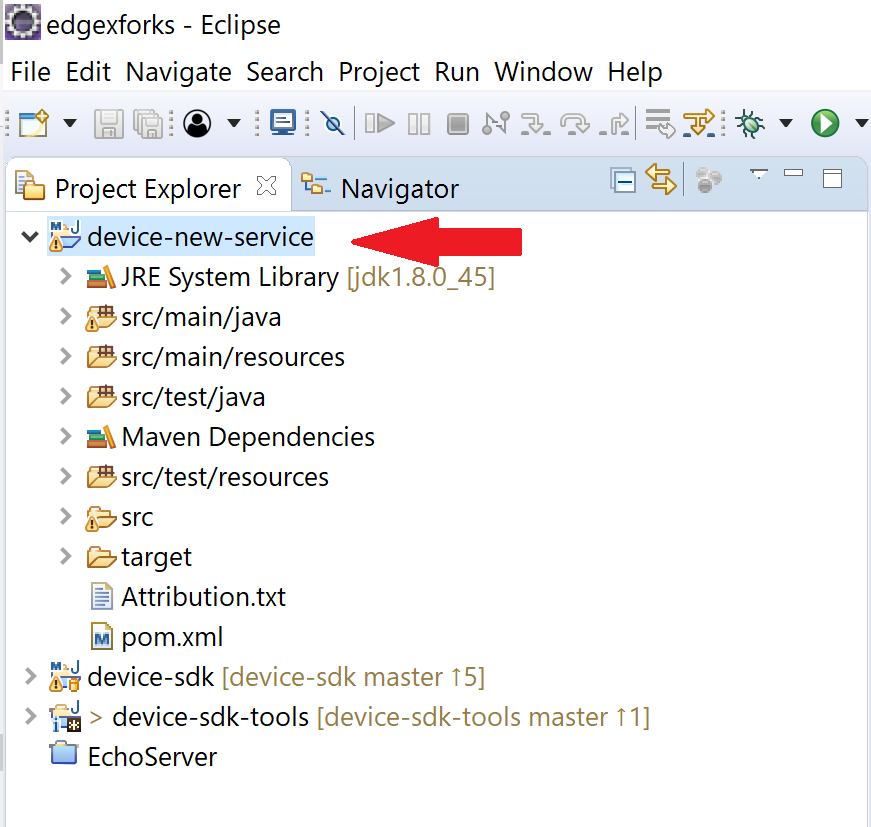 edgexforks - Eclipse
File Edit Navigate Search Project Run Window Help
Project Explorer Navigator
device-new-service
JRE System Library [jdk1.8.0_45]
src/main/java
src/main/resources
src/test/java
Maven Dependencies
src/test/resources
src
target
Attribution.txt
pom.xml
device-sdk [device-sdk master ↑5]
> device-sdk-tools [device-sdk-tools master ↑1]
EchoServer